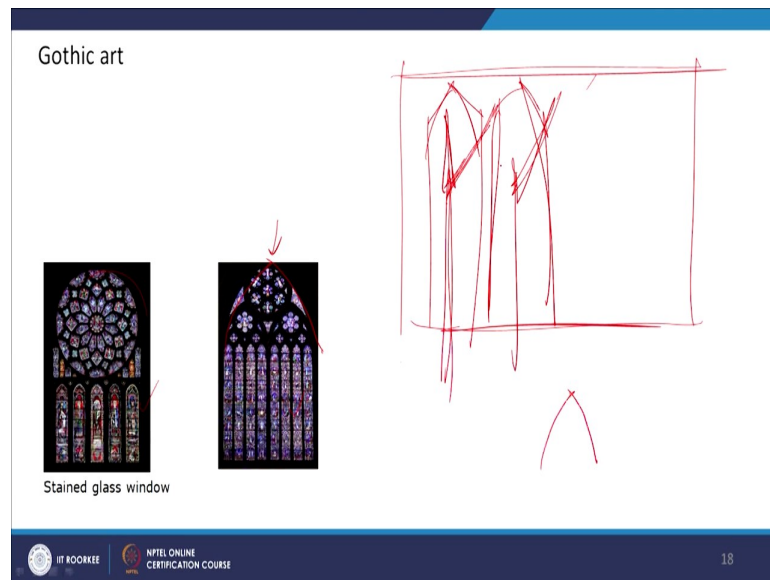 Gothic art
Stained glass window
IIT ROORKEE
NPTEL ONLINE
CERTIFICATION COURSE
18